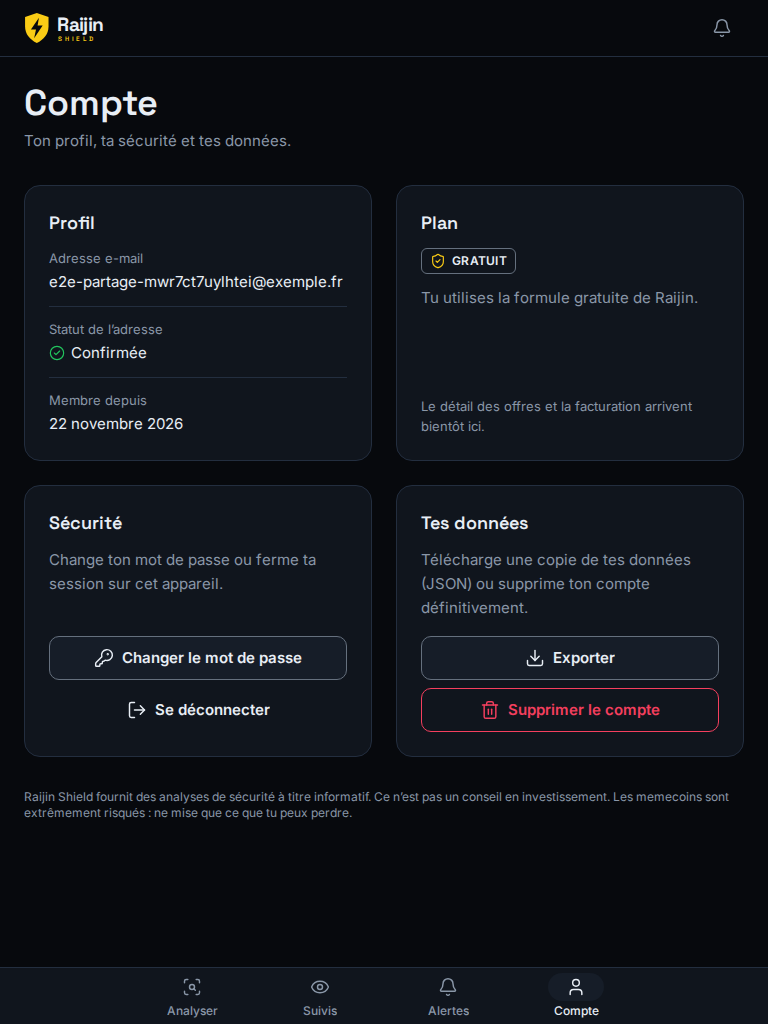 Raijin
SHIELD
Compte
Ton profil, ta sécurité et tes données.
Profil
Adresse e-mail
e2e-partage-mwr7ct7uylhtei@exemple.fr
Statut de l’adresse
Confirmée
Membre depuis
22 novembre 2026
Plan
GRATUIT
Tu utilises la formule gratuite de Raijin.
Le détail des offres et la facturation arrivent
bientôt ici.
Sécurité
Change ton mot de passe ou ferme ta
session sur cet appareil.
Changer le mot de passe
Se déconnecter
Tes données
Télécharge une copie de tes données
(JSON) ou supprime ton compte
définitivement.
Exporter
Supprimer le compte
Raijin Shield fournit des analyses de sécurité à titre informatif. Ce n’est pas un conseil en investissement. Les memecoins sont
extrêmement risqués : ne mise que ce que tu peux perdre.
Analyser
Suivis
Alertes
Compte